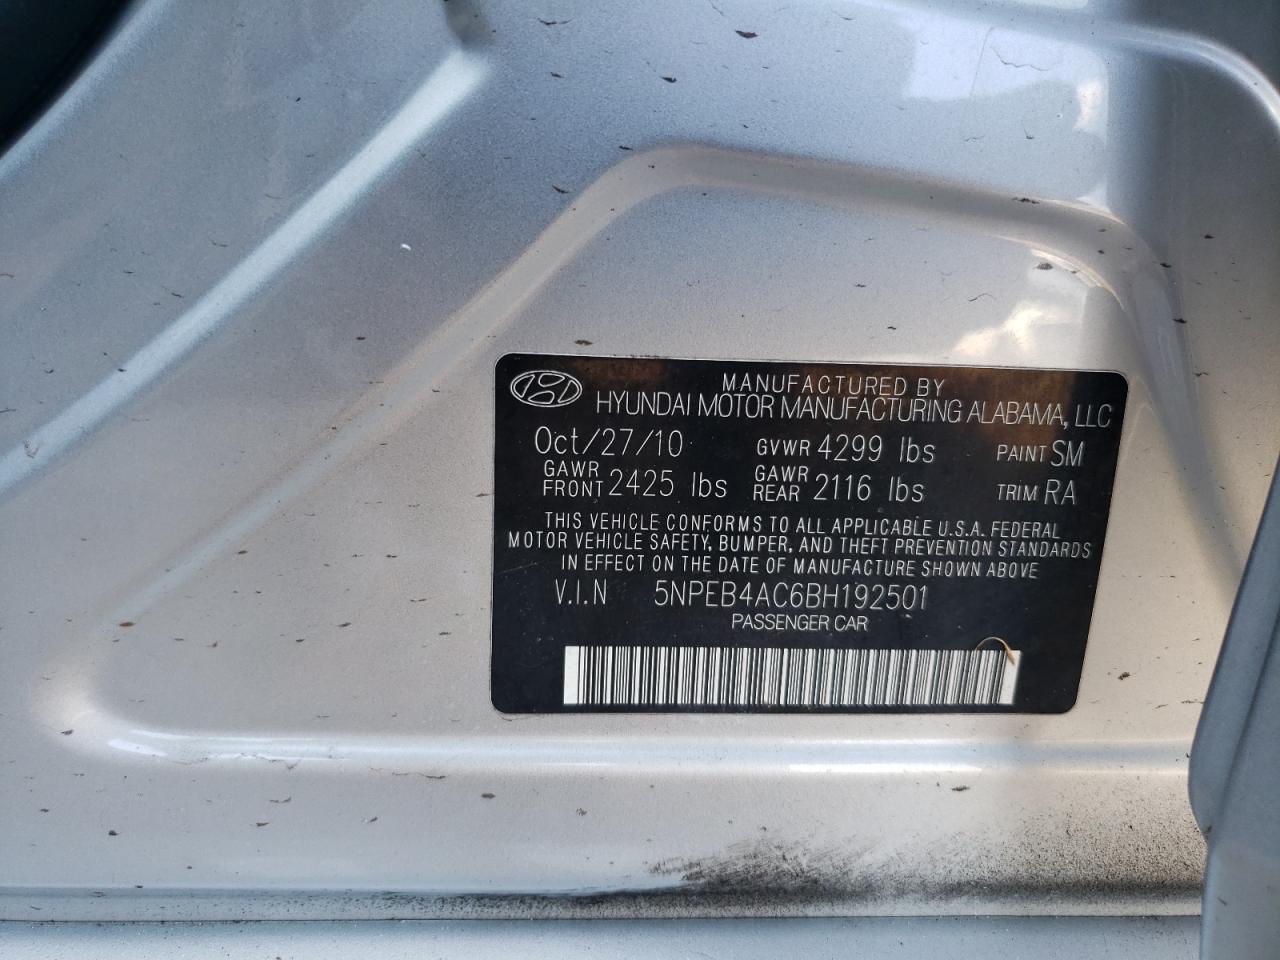 MANUFACTURED BY
HYUNDAI MOTOR MANUFACTURING ALABAMA, LLC
Oct/27/10 GVWR 4299 lbs PAINT SM
GAWR FRONT 2425 lbs GAWR REAR 2116 lbs TRIM RA
THIS VEHICLE CONFORMS TO ALL APPLICABLE U.S.A. FEDERAL
MOTOR VEHICLE SAFETY, BUMPER, AND THEFT PREVENTION STANDARDS
IN EFFECT ON THE DATE OF MANUFACTURE SHOWN ABOVE
V.I.N 5NPEB4AC6BH192501
PASSENGER CAR